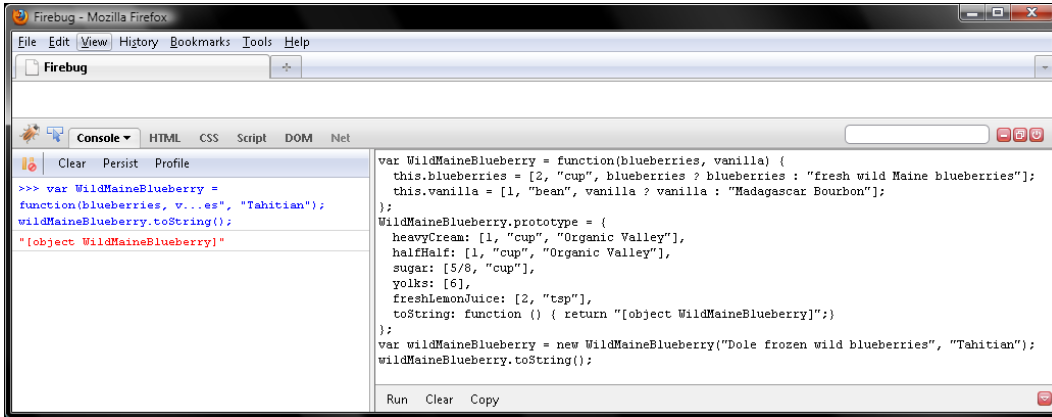 Firebug - Mozilla Firefox
File Edit View History Bookmarks Tools Help
Firebug
Console HTML CSS Script DOM Net
Clear Persist Profile
>>> var WildMaineBlueberry =
function(blueberries, v...es", "Tahitian");
wildMaineBlueberry.toString();
"[object WildMaineBlueberry]"
var WildMaineBlueberry = function(blueberries, vanilla) {
  this.blueberries = [2, "cup", blueberries ? blueberries : "fresh wild Maine blueberries"];
  this.vanilla = [1, "bean", vanilla ? vanilla : "Madagascar Bourbon"];
};
WildMaineBlueberry.prototype = {
  heavyCream: [1, "cup", "Organic Valley"],
  halfHalf: [1, "cup", "Organic Valley"],
  sugar: [5/8, "cup"],
  yolks: [6],
  freshLemonJuice: [2, "tsp"],
  toString: function () { return "[object WildMaineBlueberry]";}
};
var wildMaineBlueberry = new WildMaineBlueberry("Dole frozen wild blueberries", "Tahitian");
wildMaineBlueberry.toString();
Run Clear Copy